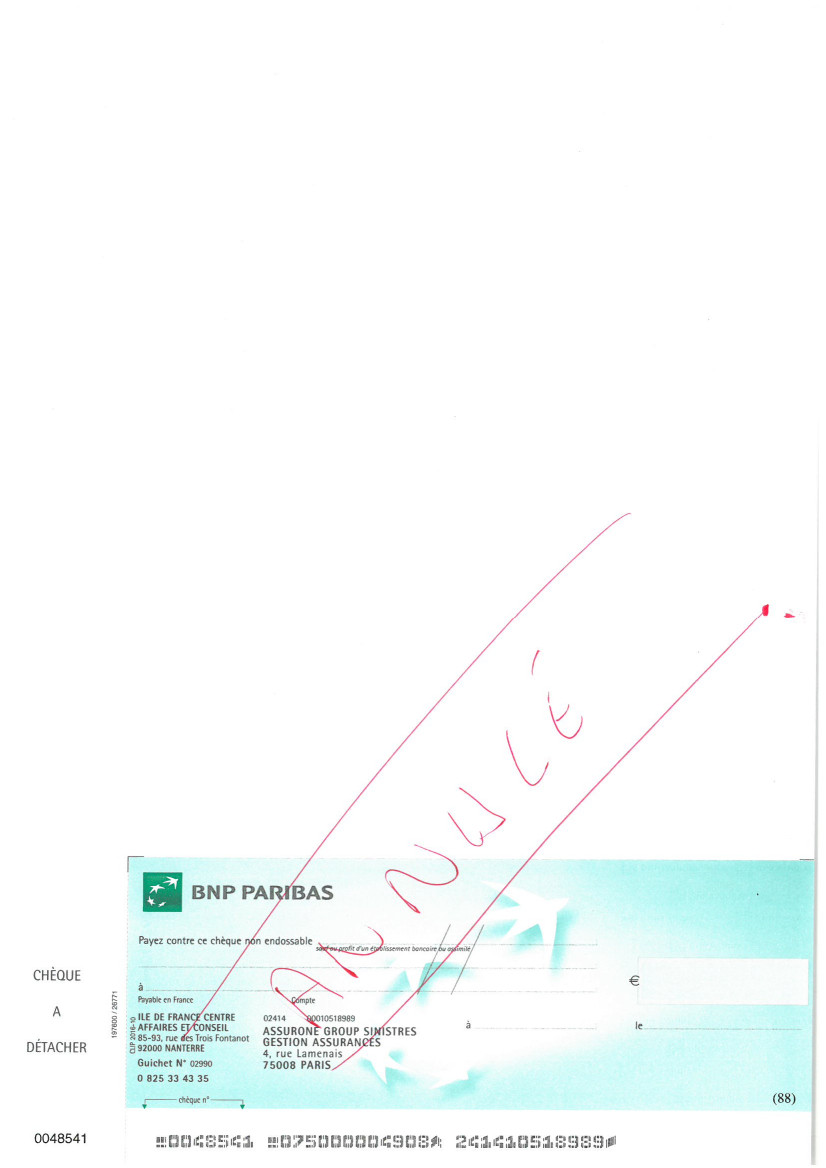 ANNULÉ
BNP PARIBAS
Payez contre ce chèque non endossable
sauf au profit d'un établissement bancaire ou assimilé
à
€
Payable en France
Compte
ILE DE FRANCE CENTRE
AFFAIRES ET CONSEIL
85-93, rue des Trois Fontanot
92000 NANTERRE
Guichet N° 02990
0 825 33 43 35
02414 00010518989
ASSURONE GROUP SINISTRES
GESTION ASSURANCES
4, rue Lamenais
75008 PARIS
à
le
chèque n°
(88)
CHÈQUE
A
DÉTACHER
197600 / 26771
CLIP 2016-10
0048541
0048541 075000004908 241410518989